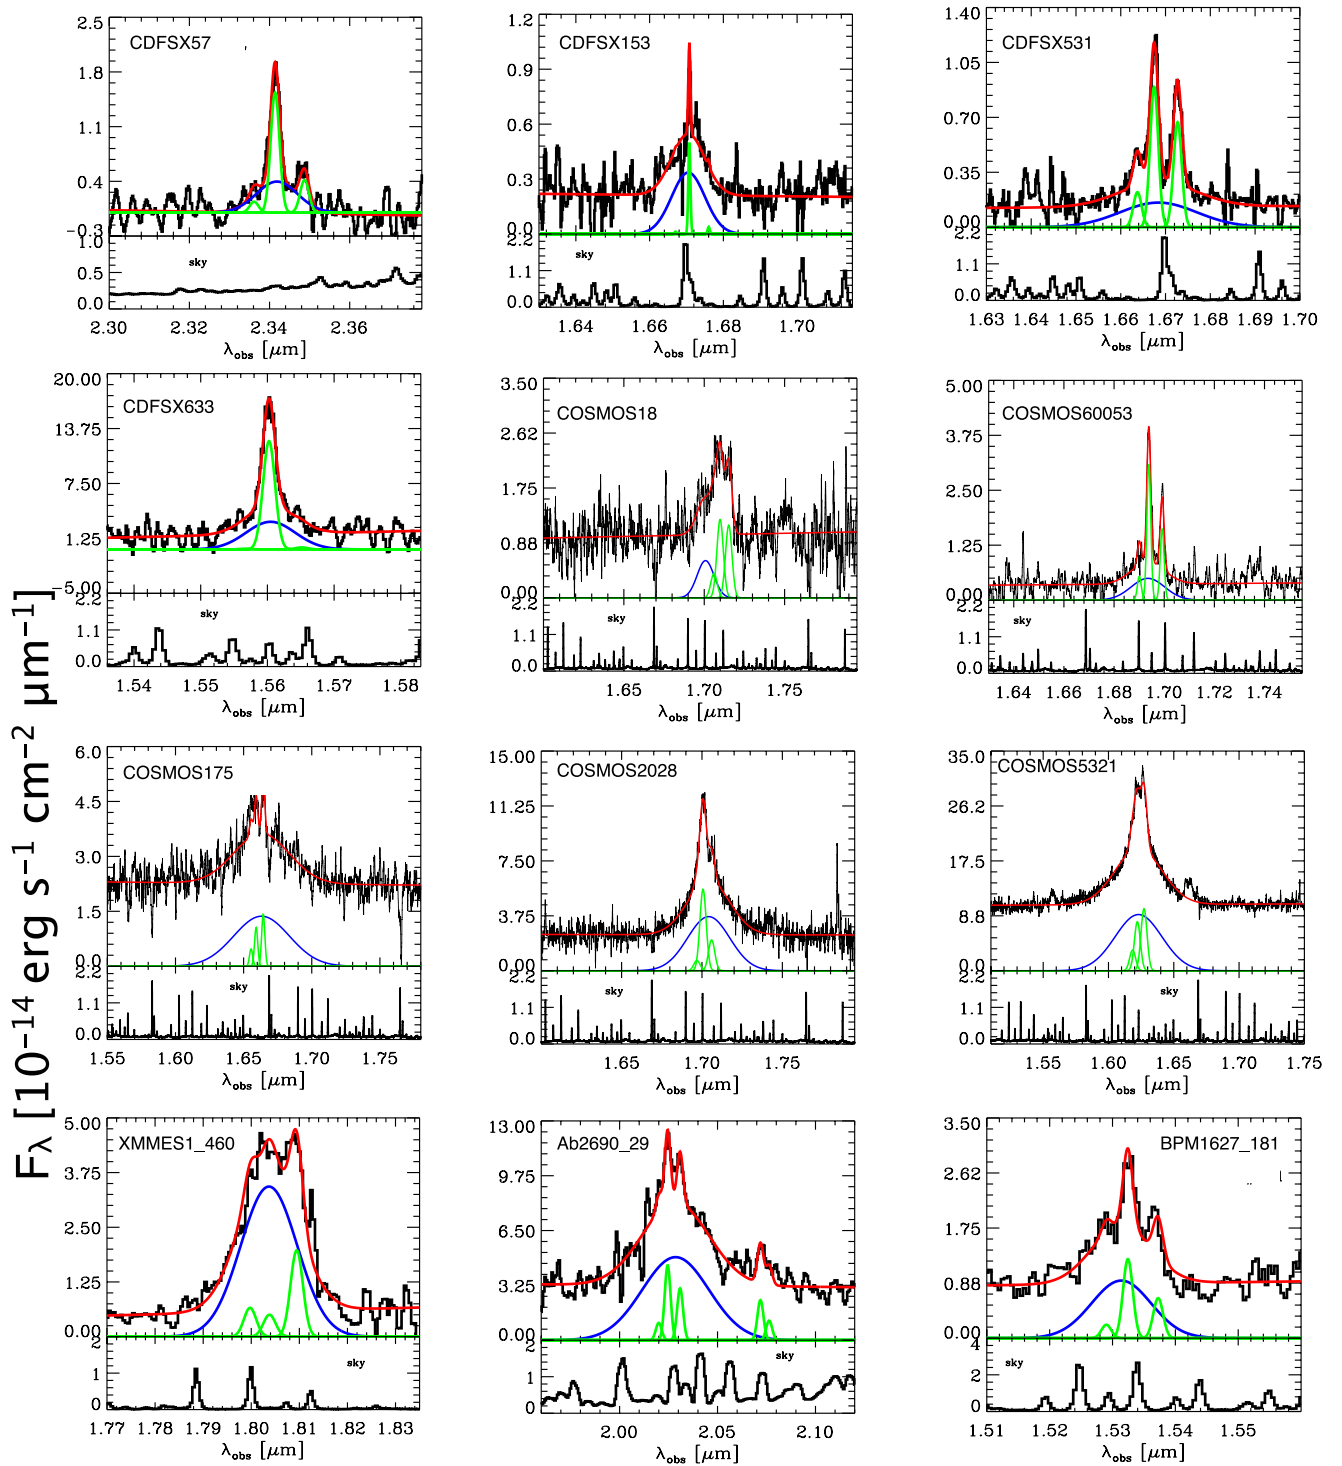 F_λ [10^−14 erg s^−1 cm^−2 μm^−1]
CDFSX57
2.5
1.8
1.1
0.4
−0.3
1.0
0.5
0.0
sky
2.30 2.32 2.34 2.36
λ_obs [μm]
CDFSX153
1.2
0.9
0.6
0.3
0.0
2.2
1.1
0.0
sky
1.64 1.66 1.68 1.70
λ_obs [μm]
CDFSX531
1.40
1.05
0.70
0.35
0.00
2.2
1.1
0.0
1.63 1.64 1.65 1.66 1.67 1.68 1.69 1.70
λ_obs [μm]
CDFSX633
20.00
13.75
7.50
1.25
−5.00
2.2
1.1
0.0
sky
1.54 1.55 1.56 1.57 1.58
λ_obs [μm]
COSMOS18
3.50
2.62
1.75
0.88
0.00
2.2
1.1
0.0
sky
1.65 1.70 1.75
λ_obs [μm]
COSMOS60053
5.00
3.75
2.50
1.25
0.00
2.2
1.1
0.0
sky
1.64 1.66 1.68 1.70 1.72 1.74
λ_obs [μm]
COSMOS175
6.0
4.5
3.0
1.5
0.0
2.2
1.1
0.0
sky
1.55 1.60 1.65 1.70 1.75
λ_obs [μm]
COSMOS2028
15.00
11.25
7.50
3.75
0.00
2.2
1.1
0.0
sky
1.65 1.70 1.75
λ_obs [μm]
COSMOS5321
35.0
26.2
17.5
8.8
0.0
2.2
1.1
0.0
sky
1.55 1.60 1.65 1.70 1.75
λ_obs [μm]
XMMES1_460
5.00
3.75
2.50
1.25
0.00
2
1
0
sky
1.77 1.78 1.79 1.80 1.81 1.82 1.83
λ_obs [μm]
Ab2690_29
13.00
9.75
6.50
3.25
0.00
2
1
0
sky
2.00 2.05 2.10
λ_obs [μm]
BPM1627_181
3.50
2.62
1.75
0.88
0.00
4
2
0
sky
1.51 1.52 1.53 1.54 1.55
λ_obs [μm]